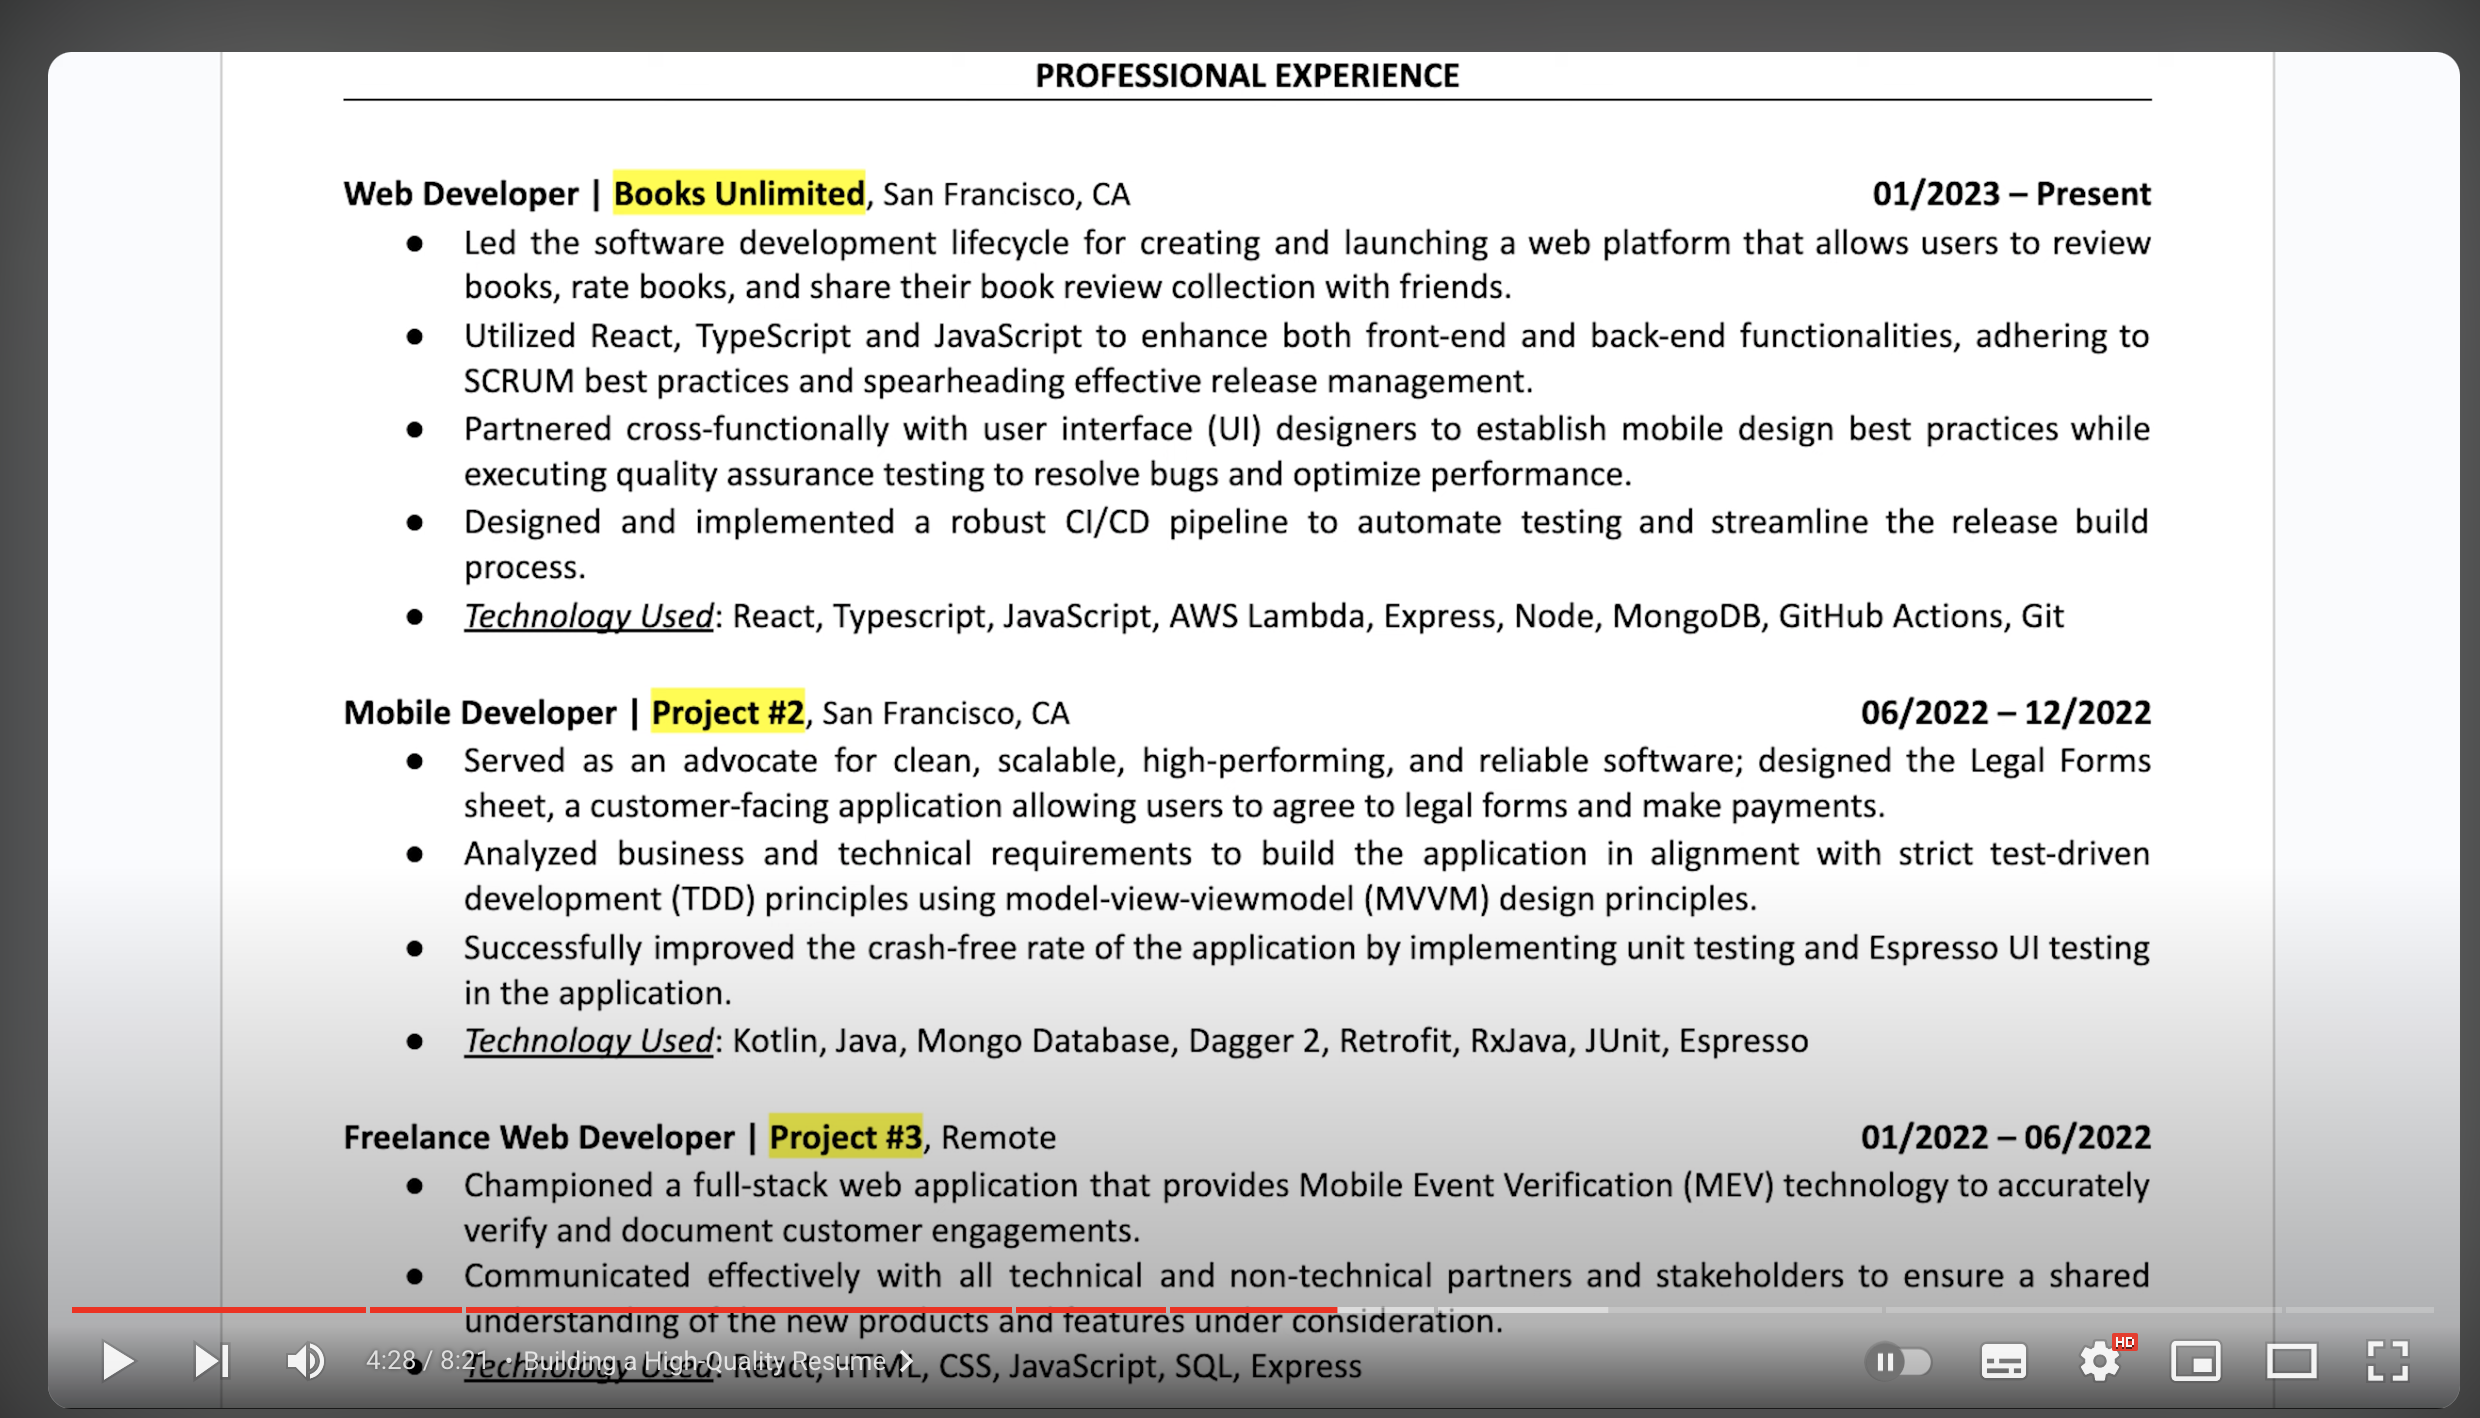 PROFESSIONAL EXPERIENCE
Web Developer | Books Unlimited, San Francisco, CA 01/2023 – Present
● Led the software development lifecycle for creating and launching a web platform that allows users to review
books, rate books, and share their book review collection with friends.
● Utilized React, TypeScript and JavaScript to enhance both front-end and back-end functionalities, adhering to
SCRUM best practices and spearheading effective release management.
● Partnered cross-functionally with user interface (UI) designers to establish mobile design best practices while
executing quality assurance testing to resolve bugs and optimize performance.
● Designed and implemented a robust CI/CD pipeline to automate testing and streamline the release build
process.
● Technology Used: React, Typescript, JavaScript, AWS Lambda, Express, Node, MongoDB, GitHub Actions, Git
Mobile Developer | Project #2, San Francisco, CA 06/2022 – 12/2022
● Served as an advocate for clean, scalable, high-performing, and reliable software; designed the Legal Forms
sheet, a customer-facing application allowing users to agree to legal forms and make payments.
● Analyzed business and technical requirements to build the application in alignment with strict test-driven
development (TDD) principles using model-view-viewmodel (MVVM) design principles.
● Successfully improved the crash-free rate of the application by implementing unit testing and Espresso UI testing
in the application.
● Technology Used: Kotlin, Java, Mongo Database, Dagger 2, Retrofit, RxJava, JUnit, Espresso
Freelance Web Developer | Project #3, Remote 01/2022 – 06/2022
● Championed a full-stack web application that provides Mobile Event Verification (MEV) technology to accurately
verify and document customer engagements.
● Communicated effectively with all technical and non-technical partners and stakeholders to ensure a shared
understanding of the new products and features under consideration.
● Technology Used: React, HTML, CSS, JavaScript, SQL, Express
4:28 / 8:21 • Building a High-Quality Resume
HD